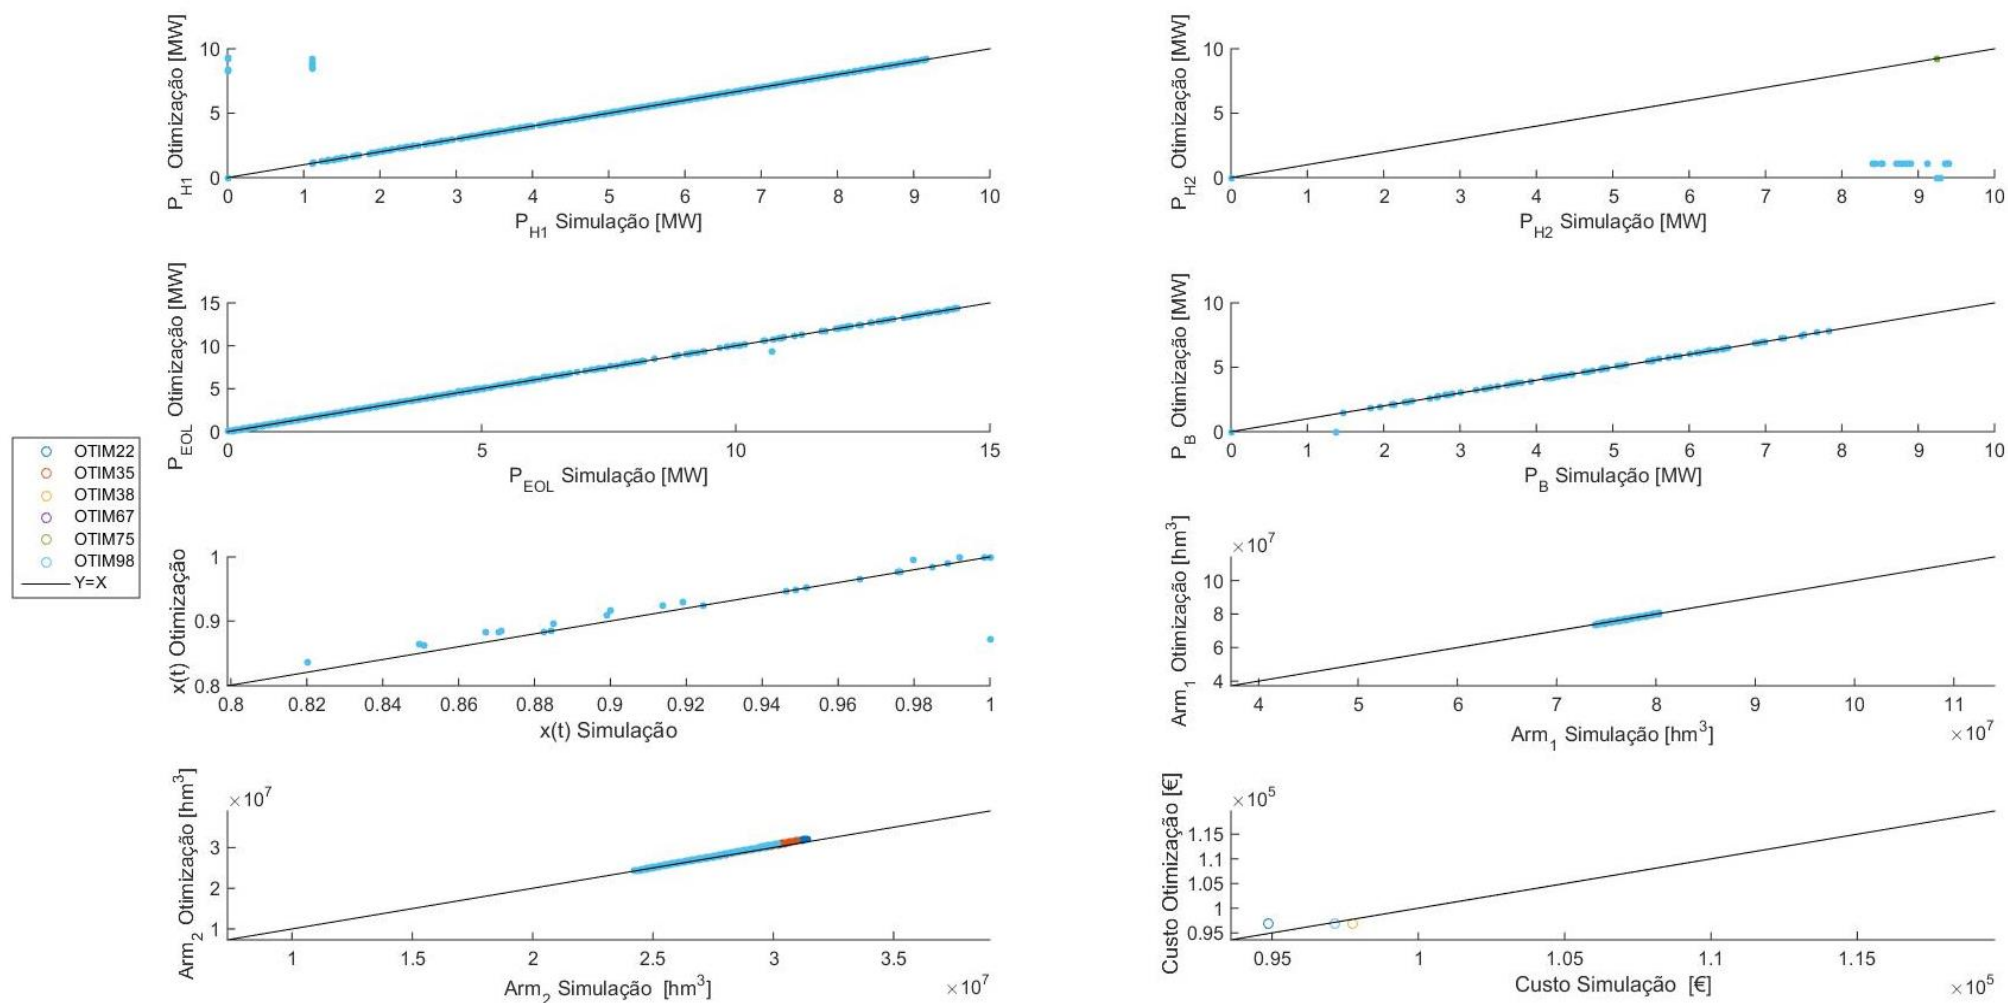 10
5
0
0 1 2 3 4 5 6 7 8 9 10
P_H1 Otimização [MW]
P_H1 Simulação [MW]
10
5
0
0 1 2 3 4 5 6 7 8 9 10
P_H2 Otimização [MW]
P_H2 Simulação [MW]
15
10
5
0
0 5 10 15
P_EOL Otimização [MW]
P_EOL Simulação [MW]
10
5
0
0 1 2 3 4 5 6 7 8 9 10
P_B Otimização [MW]
P_B Simulação [MW]
OTIM22
OTIM35
OTIM38
OTIM67
OTIM75
OTIM98
Y=X
1
0.9
0.8
0.8 0.82 0.84 0.86 0.88 0.9 0.92 0.94 0.96 0.98 1
x(t) Otimização
x(t) Simulação
×10^7
10
8
6
4
4 5 6 7 8 9 10 11
Arm_1 Otimização [hm³]
Arm_1 Simulação [hm³]
×10^7
×10^7
3
2
1
1 1.5 2 2.5 3 3.5
Arm_2 Otimização [hm³]
Arm_2 Simulação [hm³]
×10^7
×10^5
1.15
1.1
1.05
1
0.95
0.95 1 1.05 1.1 1.15
Custo Otimização [€]
Custo Simulação [€]
×10^5